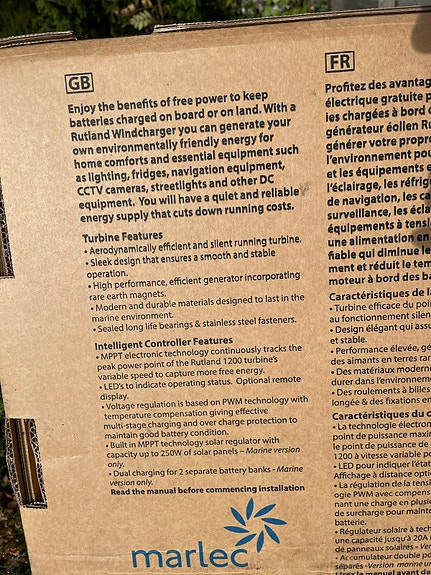 GB
Enjoy the benefits of free power to keep
batteries charged on board or on land. With a
Rutland Windcharger you can generate your
own environmentally friendly energy for
home comforts and essential equipment such
as lighting, fridges, navigation equipment,
CCTV cameras, streetlights and other DC
equipment. You will have a quiet and reliable
energy supply that cuts down running costs.
Turbine Features
• Aerodynamically efficient and silent running turbine.
• Sleek design that ensures a smooth and stable
operation.
• High performance, efficient generator incorporating
rare earth magnets.
• Modern and durable materials designed to last in the
marine environment.
• Sealed long life bearings & stainless steel fasteners.
Intelligent Controller Features
• MPPT electronic technology continuously tracks the
peak power point of the Rutland 1200 turbine's
variable speed to capture more free energy.
• LED's to indicate operating status. Optional remote
display.
• Voltage regulation is based on PWM technology with
temperature compensation giving effective
multi-stage charging and over charge protection to
maintain good battery condition.
• Built in MPPT technology solar regulator with
capacity up to 250W of solar panels – Marine version
only.
• Dual charging for 2 separate battery banks - Marine
version only.
Read the manual before commencing installation
marlec
FR
Profitez des avantag
électrique gratuite p
les chargées à bord o
générateur éolien Ru
générer votre propre
l'environnement pou
et les équipements e
l'éclairage, les réfrig
de navigation, les ca
surveillance, les écla
équipements à tensi
une alimentation en
fiable qui diminue le
ment et réduit le tem
moteur à bord des ba
Caractéristiques de la
• Turbine efficace du poi
au fonctionnement silen
• Design élégant qui assu
et stable.
• Performance élevée, gé
des aimants en terres rar
• Des matériaux moderne
durer dans l'environneme
• Des roulements à billes
longée & des fixations en
Caractéristiques du c
• La technologie électron
point de puissance maxim
le point de puissance de
1200 à vitesse variable po
• LED pour indiquer l'état
Affichage à distance optio
• La régulation de la tensi
ogie PWM avec compens
nant une charge en plusie
de surcharge pour mainte
batterie.
• Régulateur solaire à tech
une capacité jusqu'à 20A
de panneaux solaires - Vers
• Accumulateur double po
séparés -Version marine un